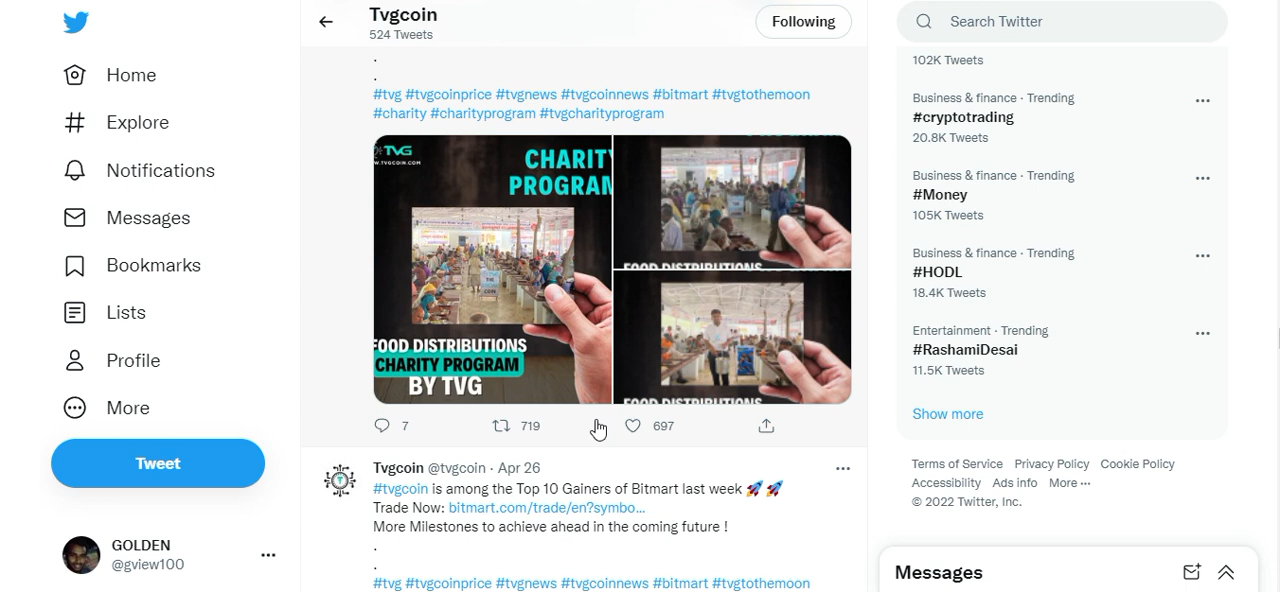 Home
Explore
Notifications
Messages
Bookmarks
Lists
Profile
More
Tweet
GOLDEN
@gview100
Tvgcoin
524 Tweets
Following
.
.
#tvg #tvgcoinprice #tvgnews #tvgcoinnews #bitmart #tvgtothemoon
#charity #charityprogram #tvgcharityprogram
TVG
W.TVGCOIN.COM
CHARITY
PROGRAM
FOOD DISTRIBUTIONS
CHARITY PROGRAM
BY TVG
FOOD DISTRIBUTIONS
FOOD DISTRIBUTIONS
7
719
697
Tvgcoin @tvgcoin · Apr 26
#tvgcoin is among the Top 10 Gainers of Bitmart last week 🚀🚀
Trade Now: bitmart.com/trade/en?symbo...
More Milestones to achieve ahead in the coming future !
.
.
#tvg #tvgcoinprice #tvgnews #tvgcoinnews #bitmart #tvgtothemoon
Search Twitter
102K Tweets
Business & finance · Trending
#cryptotrading
20.8K Tweets
Business & finance · Trending
#Money
105K Tweets
Business & finance · Trending
#HODL
18.4K Tweets
Entertainment · Trending
#RashamiDesai
11.5K Tweets
Show more
Terms of Service Privacy Policy Cookie Policy
Accessibility Ads info More ···
© 2022 Twitter, Inc.
Messages